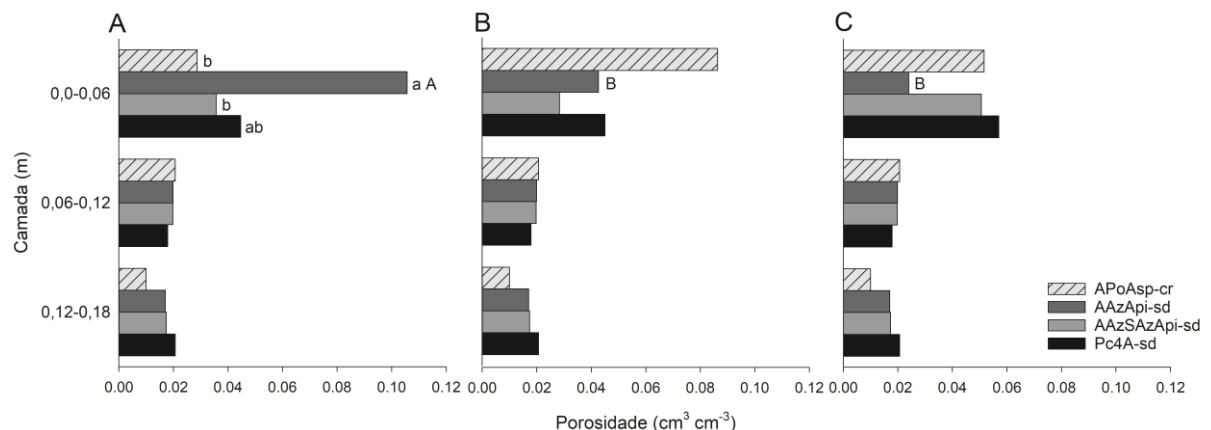 A
B
C
b
a A
b
ab
B
B
0,0-0,06
0,06-0,12
0,12-0,18
Camada (m)
APoAsp-cr
AAzApi-sd
AAzSAzApi-sd
Pc4A-sd
0.00 0.02 0.04 0.06 0.08 0.10 0.12
0.00 0.02 0.04 0.06 0.08 0.10 0.12
0.00 0.02 0.04 0.06 0.08 0.10 0.12
Porosidade (cm³ cm⁻³)